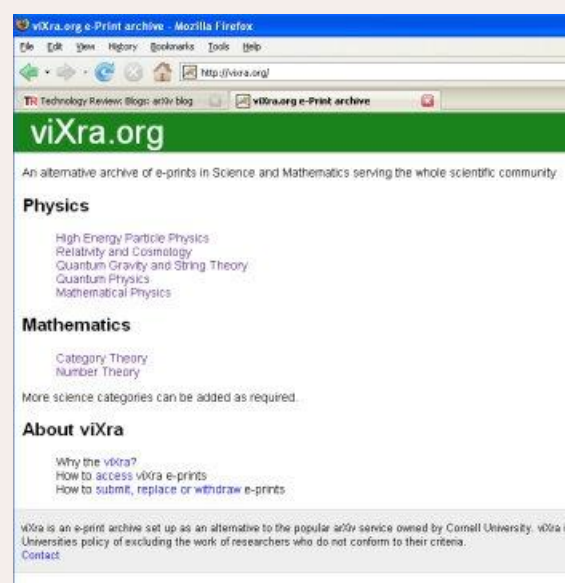 viXra.org e-Print archive - Mozilla Firefox
File Edit View History Bookmarks Tools Help
http://vixra.org/
TR Technology Review: Blogs: arXiv blog viXra.org e-Print archive
viXra.org
An alternative archive of e-prints in Science and Mathematics serving the whole scientific community
Physics
High Energy Particle Physics
Relativity and Cosmology
Quantum Gravity and String Theory
Quantum Physics
Mathematical Physics
Mathematics
Category Theory
Number Theory
More science categories can be added as required.
About viXra
Why the viXra?
How to access viXra e-prints
How to submit, replace or withdraw e-prints
viXra is an e-print archive set up as an alternative to the popular arXiv service owned by Cornell University. viXra i
Universities policy of excluding the work of researchers who do not conform to their criteria.
Contact